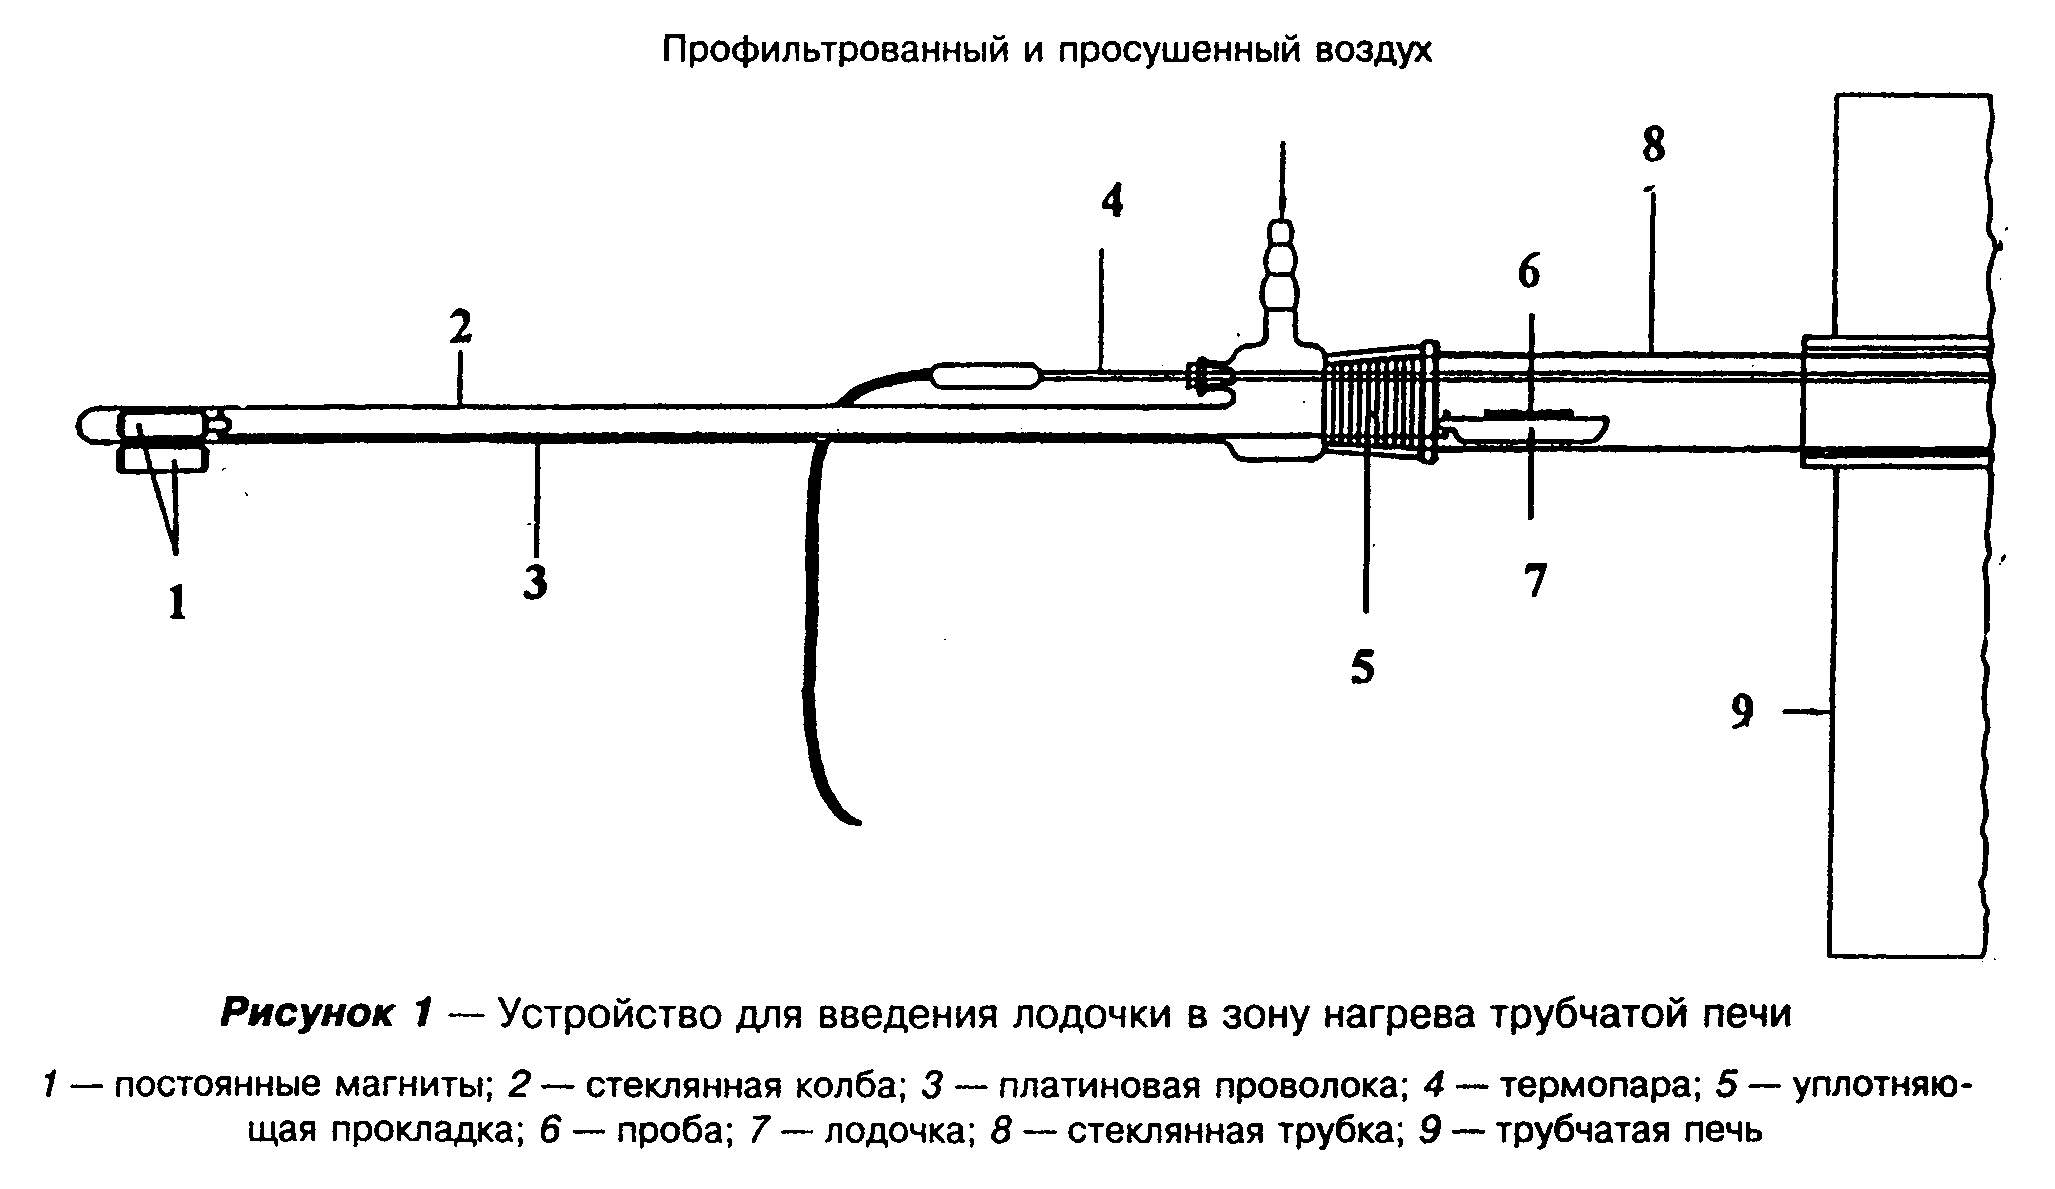 Профильтрованный и просушенный воздух
8
4
6
2
1
3
7
5
9
Рисунок 1 — Устройство для введения лодочки в зону нагрева трубчатой печи
1 — постоянные магниты; 2 — стеклянная колба; 3 — платиновая проволока; 4 — термопара; 5 — уплотняю-
щая прокладка; 6 — проба; 7 — лодочка; 8 — стеклянная трубка; 9 — трубчатая печь